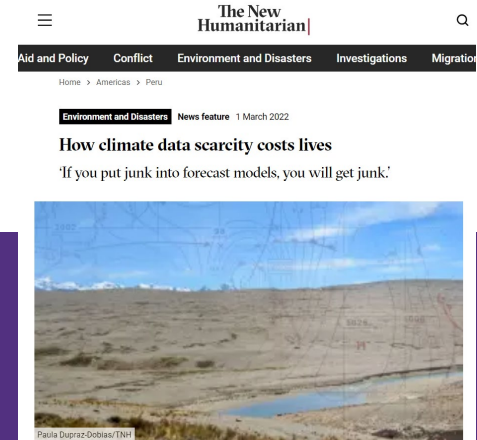 The New
Humanitarian
Aid and Policy Conflict Environment and Disasters Investigations Migration
Home > Americas > Peru
Environment and Disasters News feature 1 March 2022
How climate data scarcity costs lives
‘If you put junk into forecast models, you will get junk.’
Paula Dupraz-Dobias/TNH